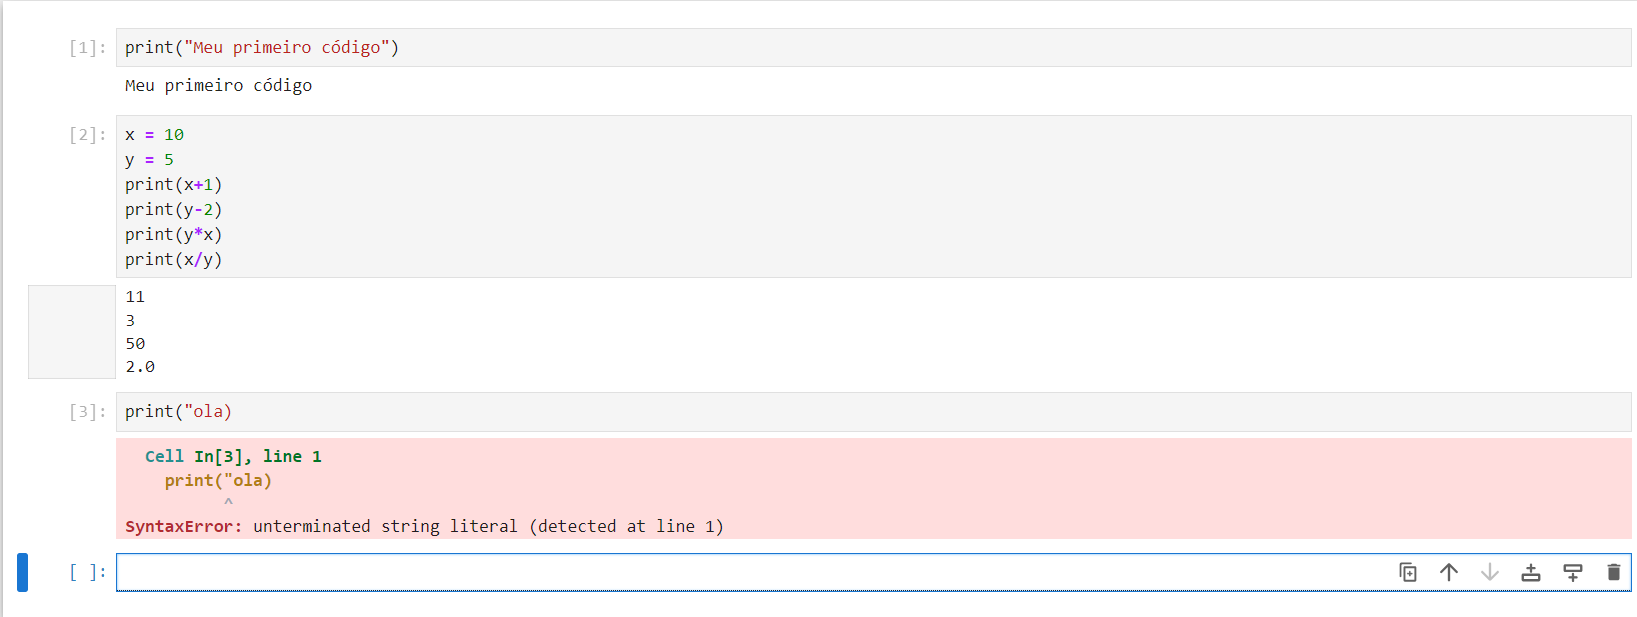 [1]: print("Meu primeiro código")
Meu primeiro código
[2]: x = 10
y = 5
print(x+1)
print(y-2)
print(y*x)
print(x/y)
11
3
50
2.0
[3]: print("ola)
Cell In[3], line 1
print("ola)
^
SyntaxError: unterminated string literal (detected at line 1)
[ ]: